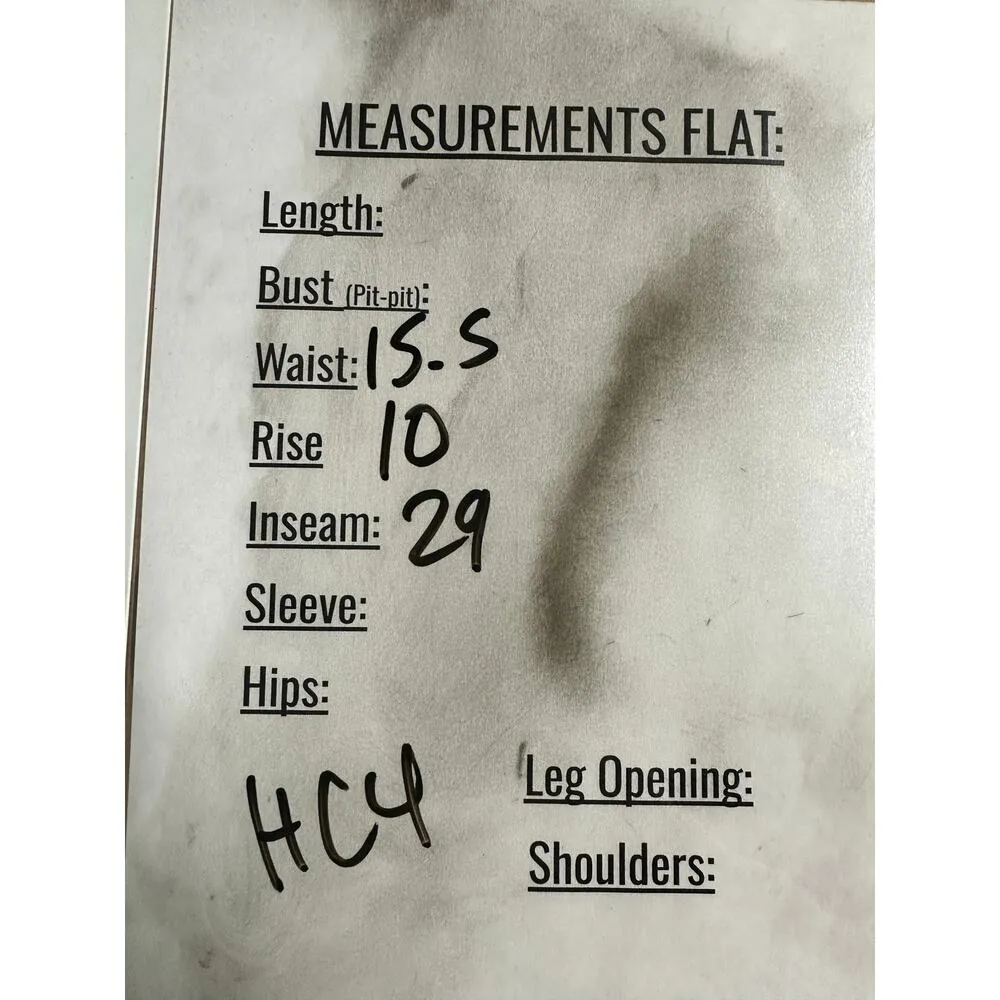 MEASUREMENTS FLAT:
Length:
Bust (Pit-pit):
Waist: 15.5
Rise 10
Inseam: 29
Sleeve:
Hips:
HC4
Leg Opening:
Shoulders: